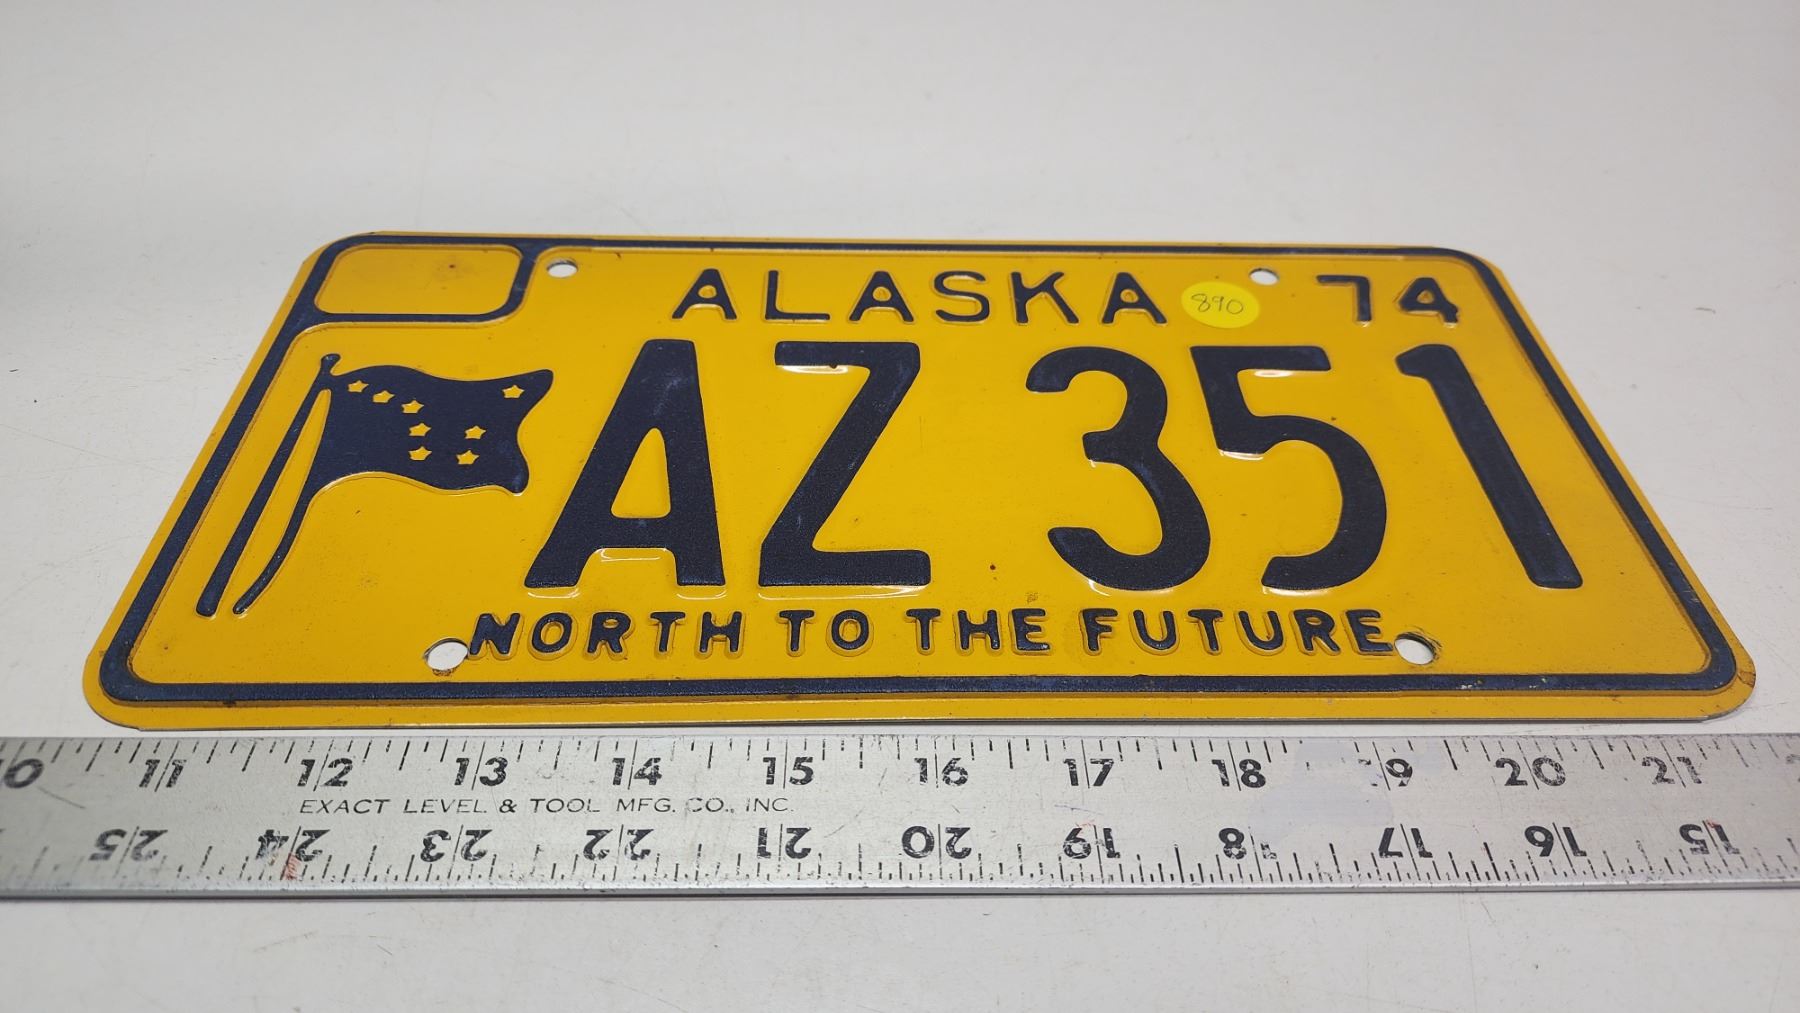 ALASKA 890 74
AZ 351
NORTH TO THE FUTURE
10 11 12 13 14 15 16 17 18 19 20 21
EXACT LEVEL & TOOL MFG. CO., INC.
25 24 23 22 21 20 19 18 17 16 15